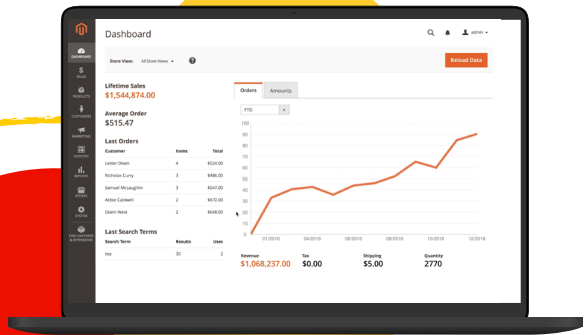 Dashboard
admin
DASHBOARD
SALES
PRODUCTS
CUSTOMERS
MARKETING
CONTENT
REPORTS
STORES
SYSTEM
FIND PARTNERS
& EXTENSIONS
Store View: All Store Views
Reload Data
Lifetime Sales
$1,544,874.00
Average Order
$515.47
Last Orders
Customer Items Total
Lester Dixon 4 $524.00
Nicholas Curry 3 $486.00
Samuel Mccaughlin 3 $547.00
Abbie Caldwell 2 $672.00
Glenn West 2 $648.00
Last Search Terms
Search Term Results Uses
top 30 2
Orders Amounts
YTD
100
90
80
70
60
50
40
30
20
10
0
01/2016 04/2016 06/2016 08/2016 10/2016 12/2016
Revenue Tax Shipping Quantity
$1,068,237.00 $0.00 $5.00 2770